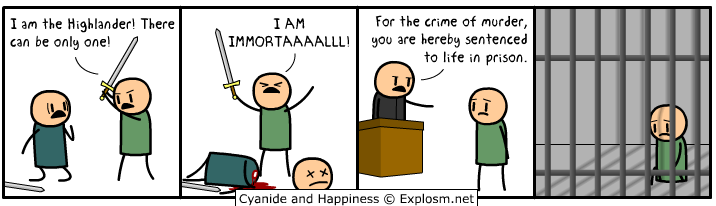 I am the Highlander! There
can be only one!
I AM
IMMORTAAAALLL!
For the crime of murder,
you are hereby sentenced
to life in prison.
Cyanide and Happiness © Explosm.net